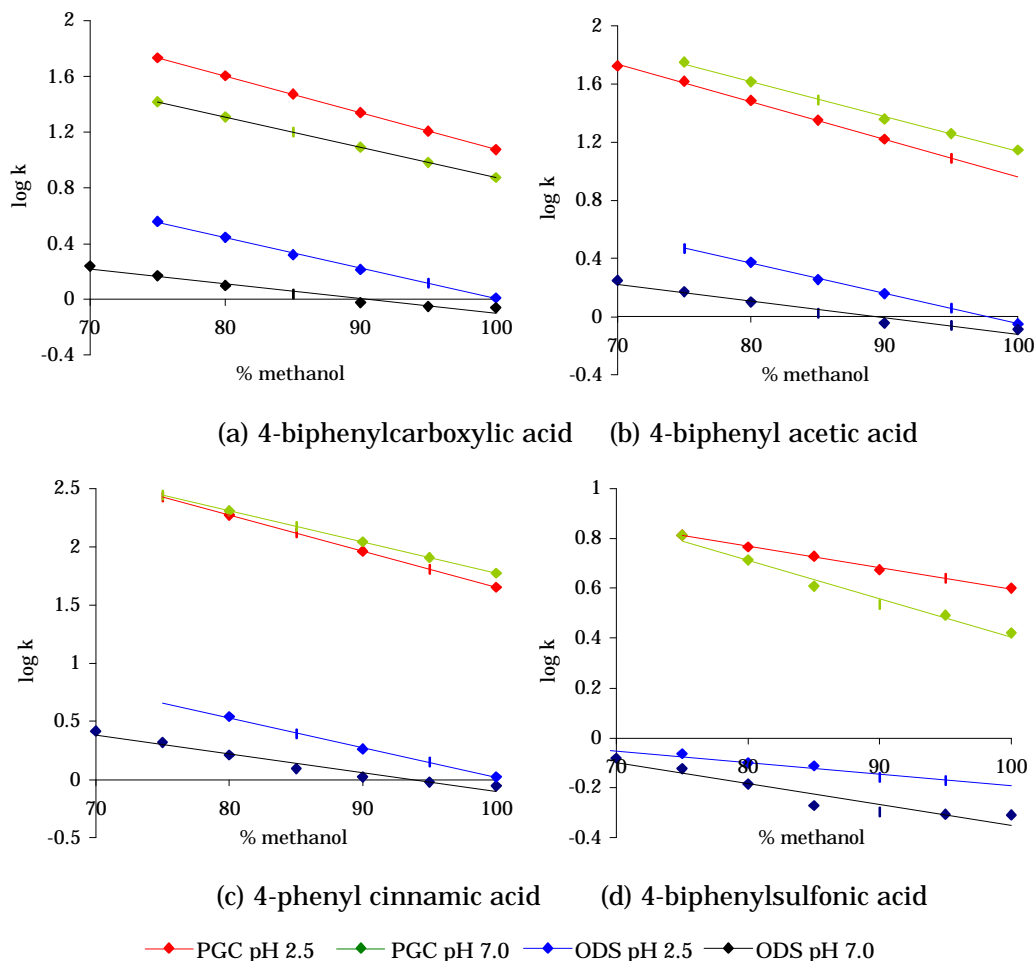 2
1.6
1.2
0.8
0.4
0
-0.4
log k
70 80 90 100
% methanol
(a) 4-biphenylcarboxylic acid
2
1.6
1.2
0.8
0.4
0
-0.4
log k
70 80 90 100
% methanol
(b) 4-biphenyl acetic acid
2.5
2
1.5
1
0.5
0
-0.5
log k
70 80 90 100
% methanol
(c) 4-phenyl cinnamic acid
1
0.8
0.6
0.4
0.2
0
-0.2
-0.4
log k
70 80 90 100
% methanol
(d) 4-biphenylsulfonic acid
PGC pH 2.5 PGC pH 7.0 ODS pH 2.5 ODS pH 7.0